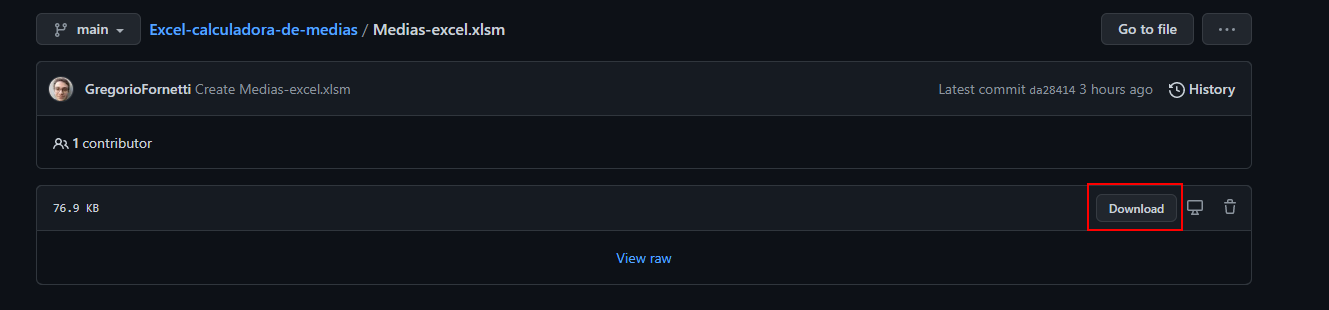 main Excel-calculadora-de-medias / Medias-excel.xlsm Go to file ...
GregorioFornetti Create Medias-excel.xlsm Latest commit da28414 3 hours ago History
1 contributor
76.9 KB Download
View raw